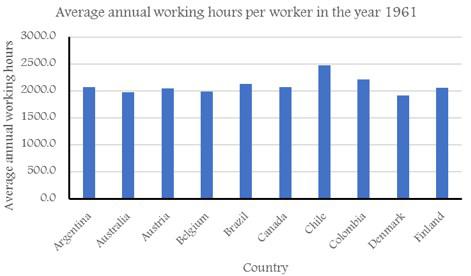 Average annual working hours per worker in the year 1961
Average annual working hours
3000.0
2500.0
2000.0
1500.0
1000.0
500.0
0.0
Argentina
Australia
Austria
Belgium
Brazil
Canada
Chile
Colombia
Denmark
Finland
Country